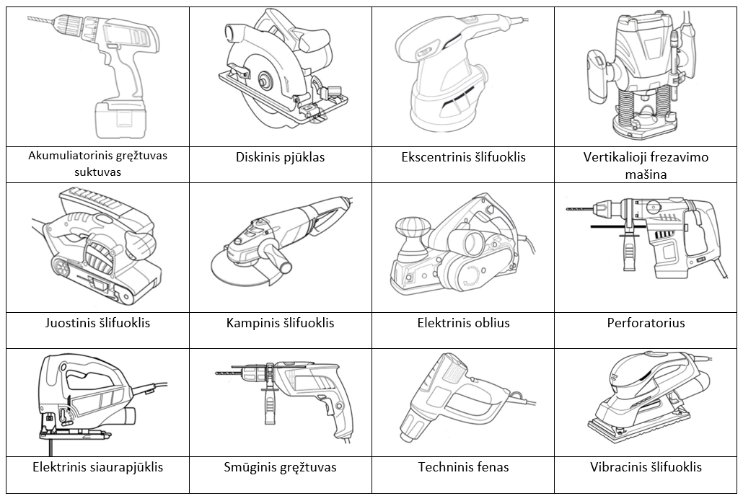 Akumuliatorinis gręžtuvas
suktuvas
Diskinis pjūklas
Ekscentrinis šlifuoklis
Vertikalioji frezavimo
mašina
Juostinis šlifuoklis
Kampinis šlifuoklis
Elektrinis oblius
Perforatorius
Elektrinis siaurapjūklis
Smūginis gręžtuvas
Techninis fenas
Vibracinis šlifuoklis